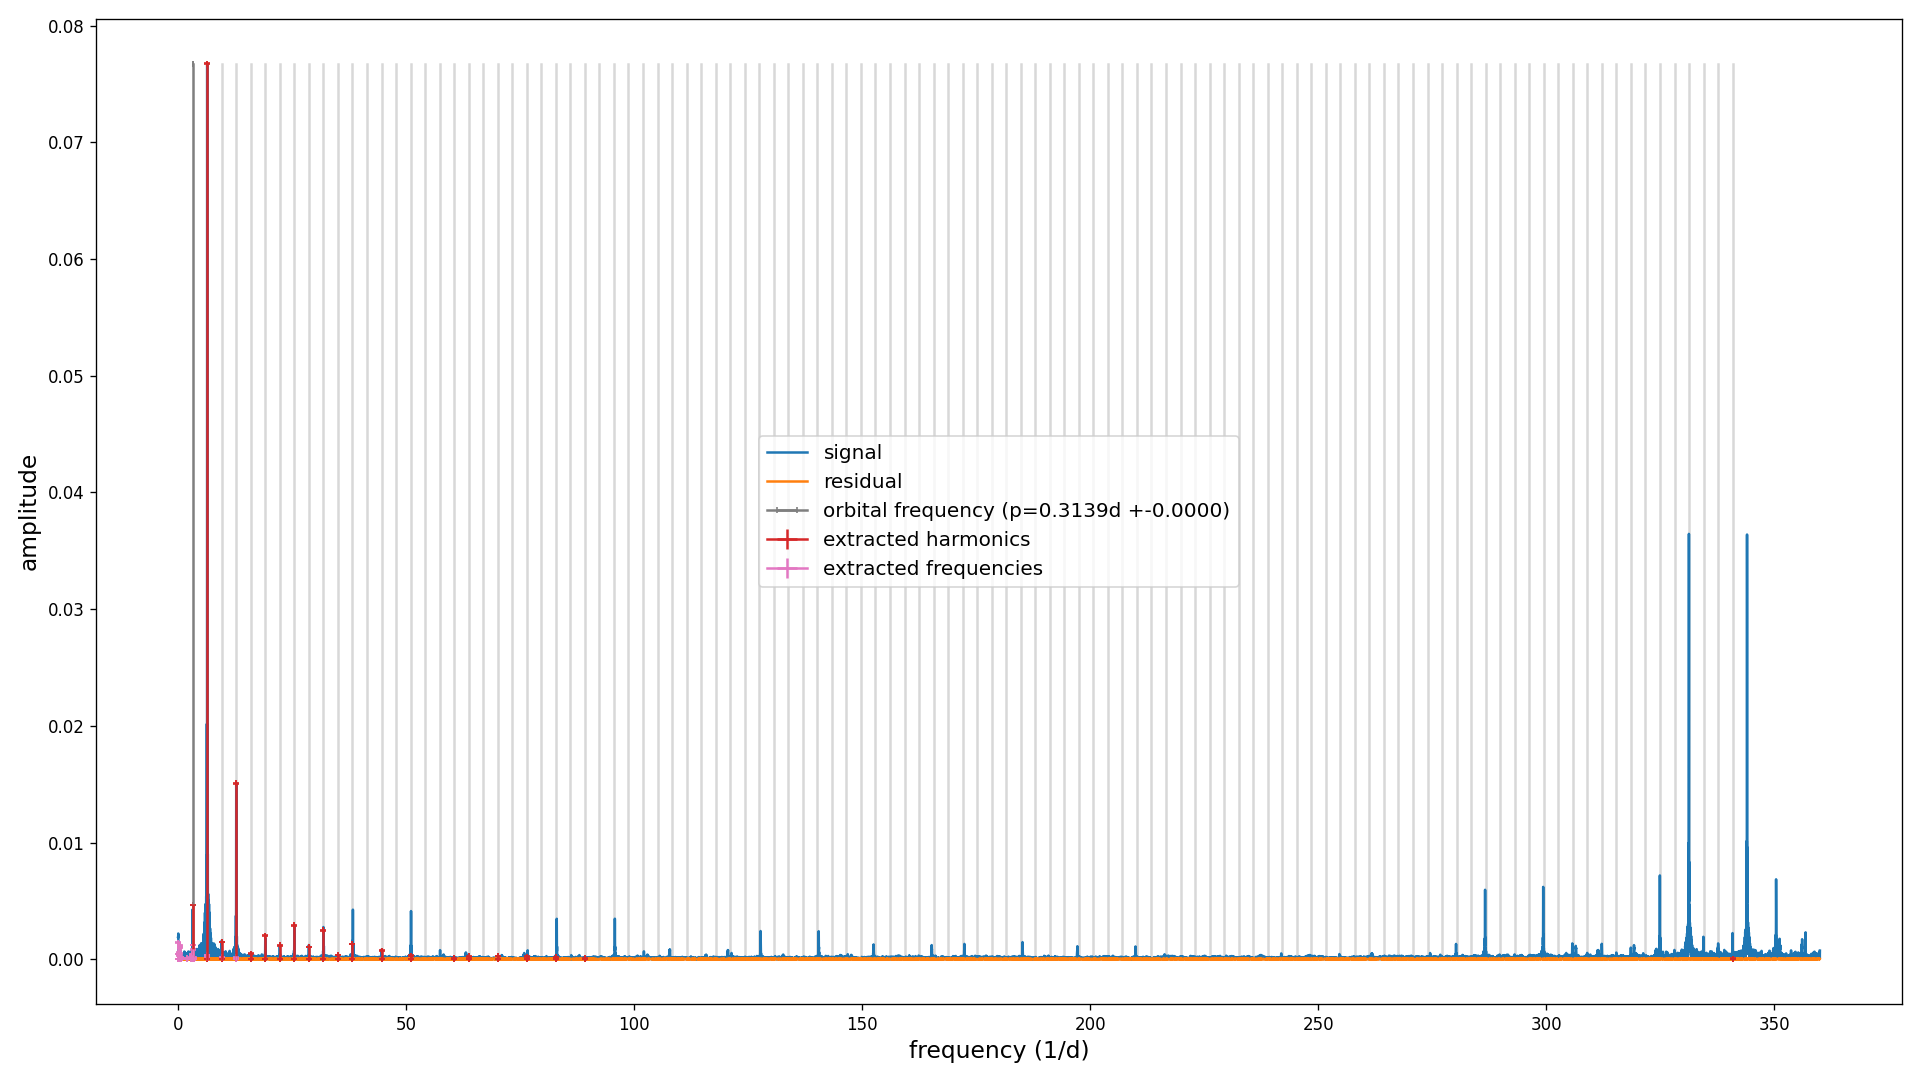 0.08
0.07
0.06
0.05
0.04
0.03
0.02
0.01
0.00
amplitude
signal
residual
orbital frequency (p=0.3139d +-0.0000)
extracted harmonics
extracted frequencies
0 50 100 150 200 250 300 350
frequency (1/d)